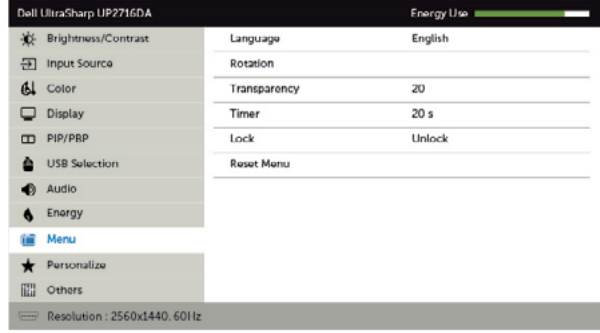 Dell UltraSharp UP2716DA Energy Use
Brightness/Contrast Language English
Input Source Rotation
Color Transparency 20
Display Timer 20 s
PIP/PBP Lock Unlock
USB Selection Reset Menu
Audio
Energy
Menu
Personalize
Others
Resolution : 2560x1440, 60Hz